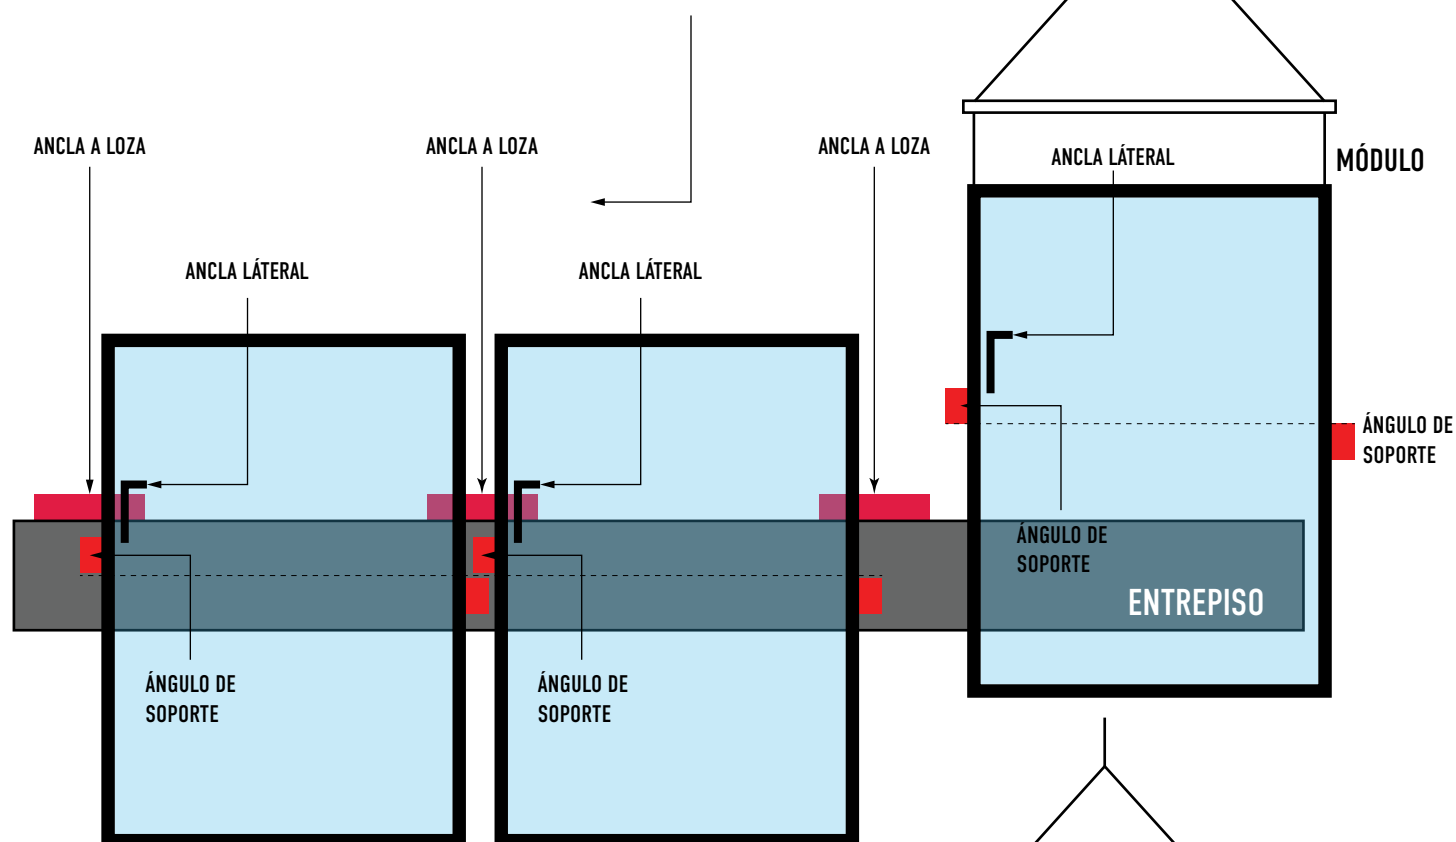 ANCLA A LOZA
ANCLA A LOZA
ANCLA A LOZA
ANCLA LÁTERAL
MÓDULO
ANCLA LÁTERAL
ANCLA LÁTERAL
ÁNGULO DE
SOPORTE
ÁNGULO DE
SOPORTE
ENTREPISO
ÁNGULO DE
SOPORTE
ÁNGULO DE
SOPORTE